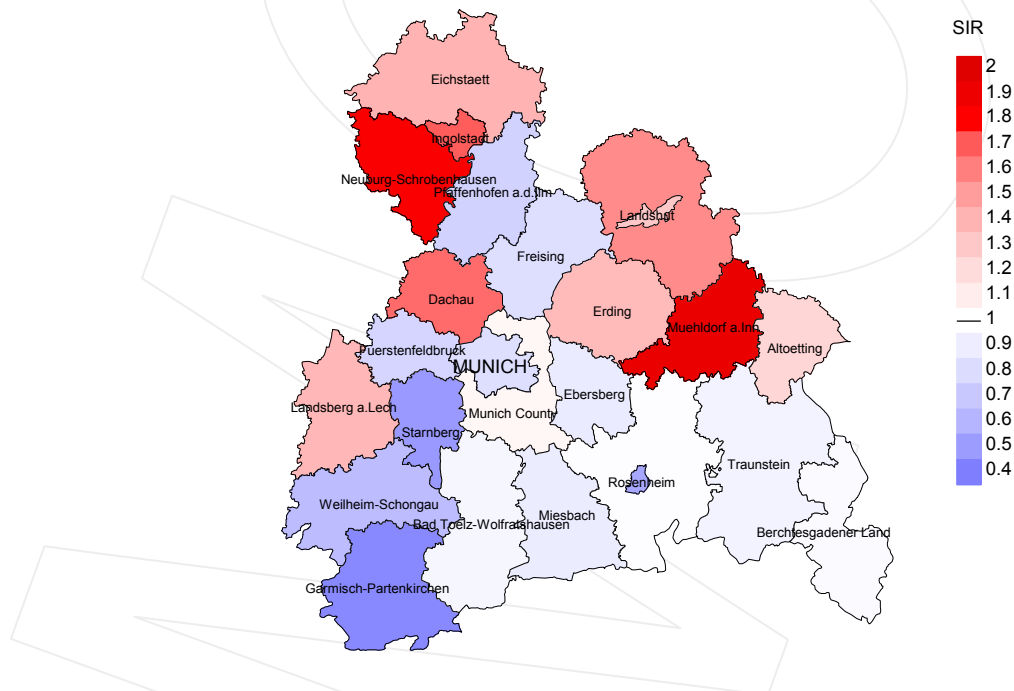 SIR
2
1.9
1.8
1.7
1.6
1.5
1.4
1.3
1.2
1.1
1
0.9
0.8
0.7
0.6
0.5
0.4
Eichstaett
Ingolstadt
Neuburg-Schrobenhausen
Pfaffenhofen a.d.Ilm
Landshut
Freising
Dachau
Erding
Muehldorf a.Inn
Altoetting
Fuerstenfeldbruck
MUNICH
Ebersberg
Landsberg a.Lech
Munich County
Starnberg
Traunstein
Rosenheim
Weilheim-Schongau
Miesbach
Bad Toelz-Wolfratshausen
Berchtesgadener Land
Garmisch-Partenkirchen